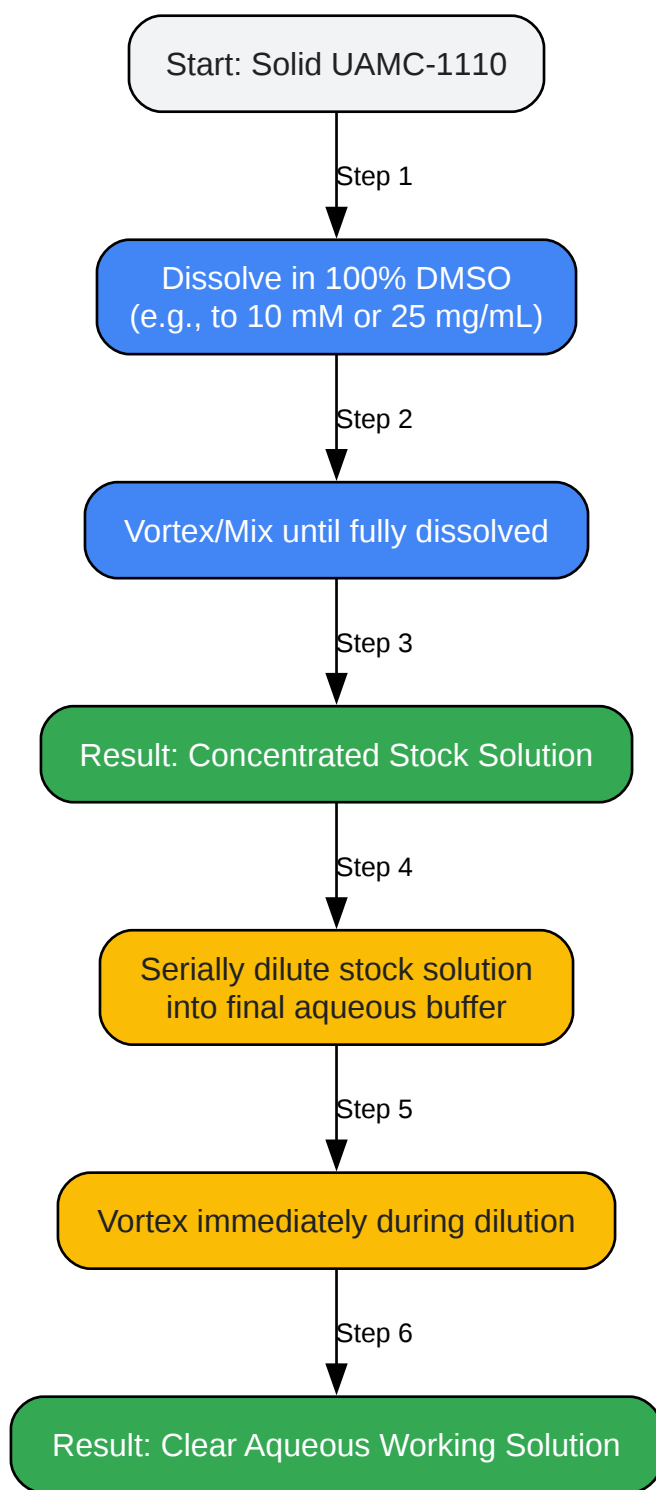 Start: Solid UAMC-1110
Step 1
Dissolve in 100% DMSO
(e.g., to 10 mM or 25 mg/mL)
Step 2
Vortex/Mix until fully dissolved
Step 3
Result: Concentrated Stock Solution
Step 4
Serially dilute stock solution
into final aqueous buffer
Step 5
Vortex immediately during dilution
Step 6
Result: Clear Aqueous Working Solution